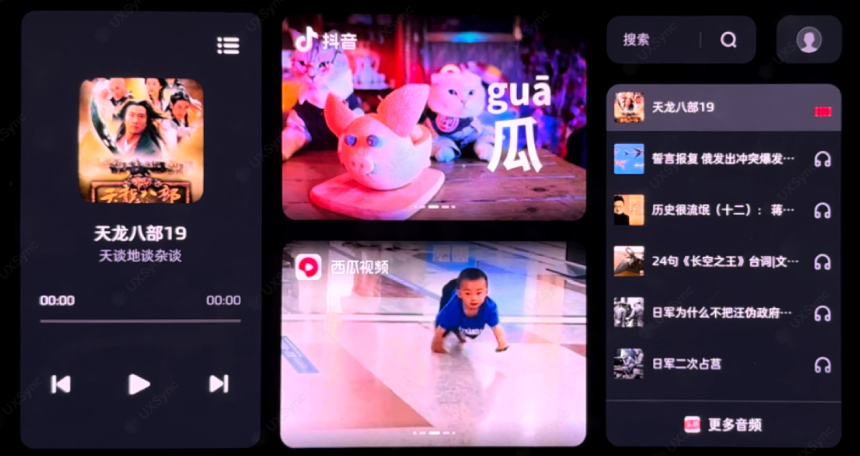 天龙八部19
天谈地谈杂谈
00:00
00:00
抖音
guā
瓜
西瓜视频
搜索
天龙八部19
誓言报复 俄发出冲突爆发···
历史很流氓（十二）：蒋···
24句《长空之王》台词|文···
日军为什么不把汪伪政府···
日军二次占莒
更多音频
UXSync